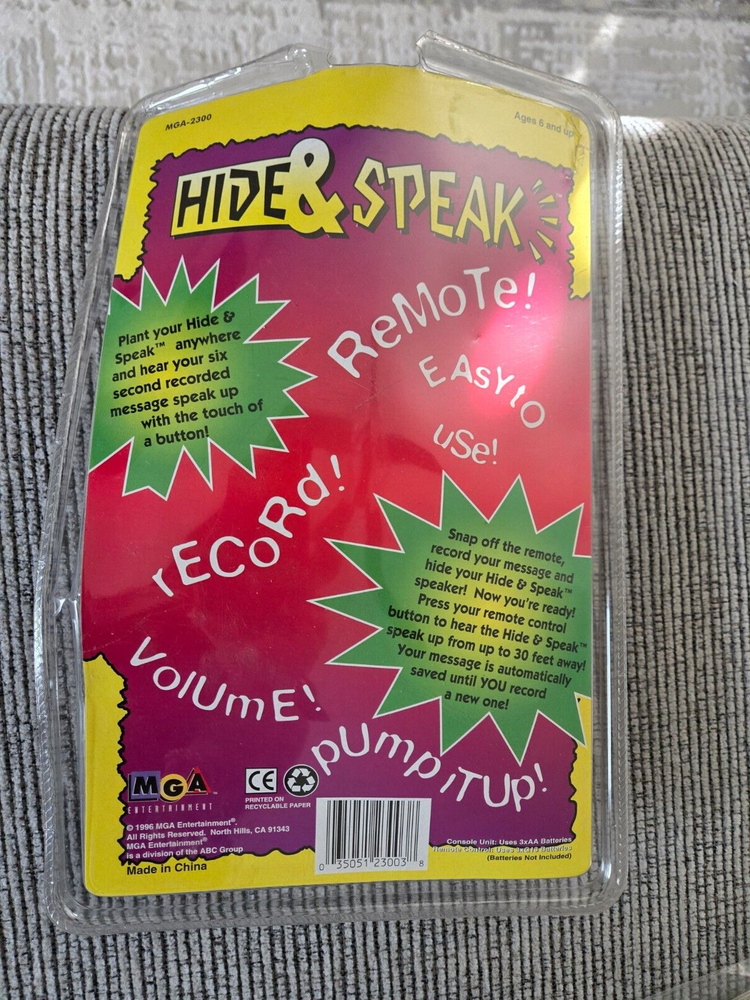 MGA-2300
Ages 6 and up
HIDE & SPEAK
Plant your Hide &
Speak™ anywhere
and hear your six
second recorded
message speak up
with the touch of
a button!
ReMoTe!
EAsYtO
uSe!
rECoRd!
Snap off the remote,
record your message and
hide your Hide & Speak™
speaker! Now you're ready!
Press your remote control
button to hear the Hide & Speak™
speak up from up to 30 feet away!
Your message is automatically
saved until YOU record
a new one!
VolUmE!
pUmp iTUp!
MGA
ENTERTAINMENT
CE
PRINTED ON
RECYCLABLE PAPER
© 1996 MGA Entertainment®.
All Rights Reserved. North Hills, CA 91343
MGA Entertainment®
is a division of the ABC Group
Made in China
0 35051 23003 8
Console Unit: Uses 3xAA Batteries
Remote Control: Uses
Batteries
(Batteries Not Included)